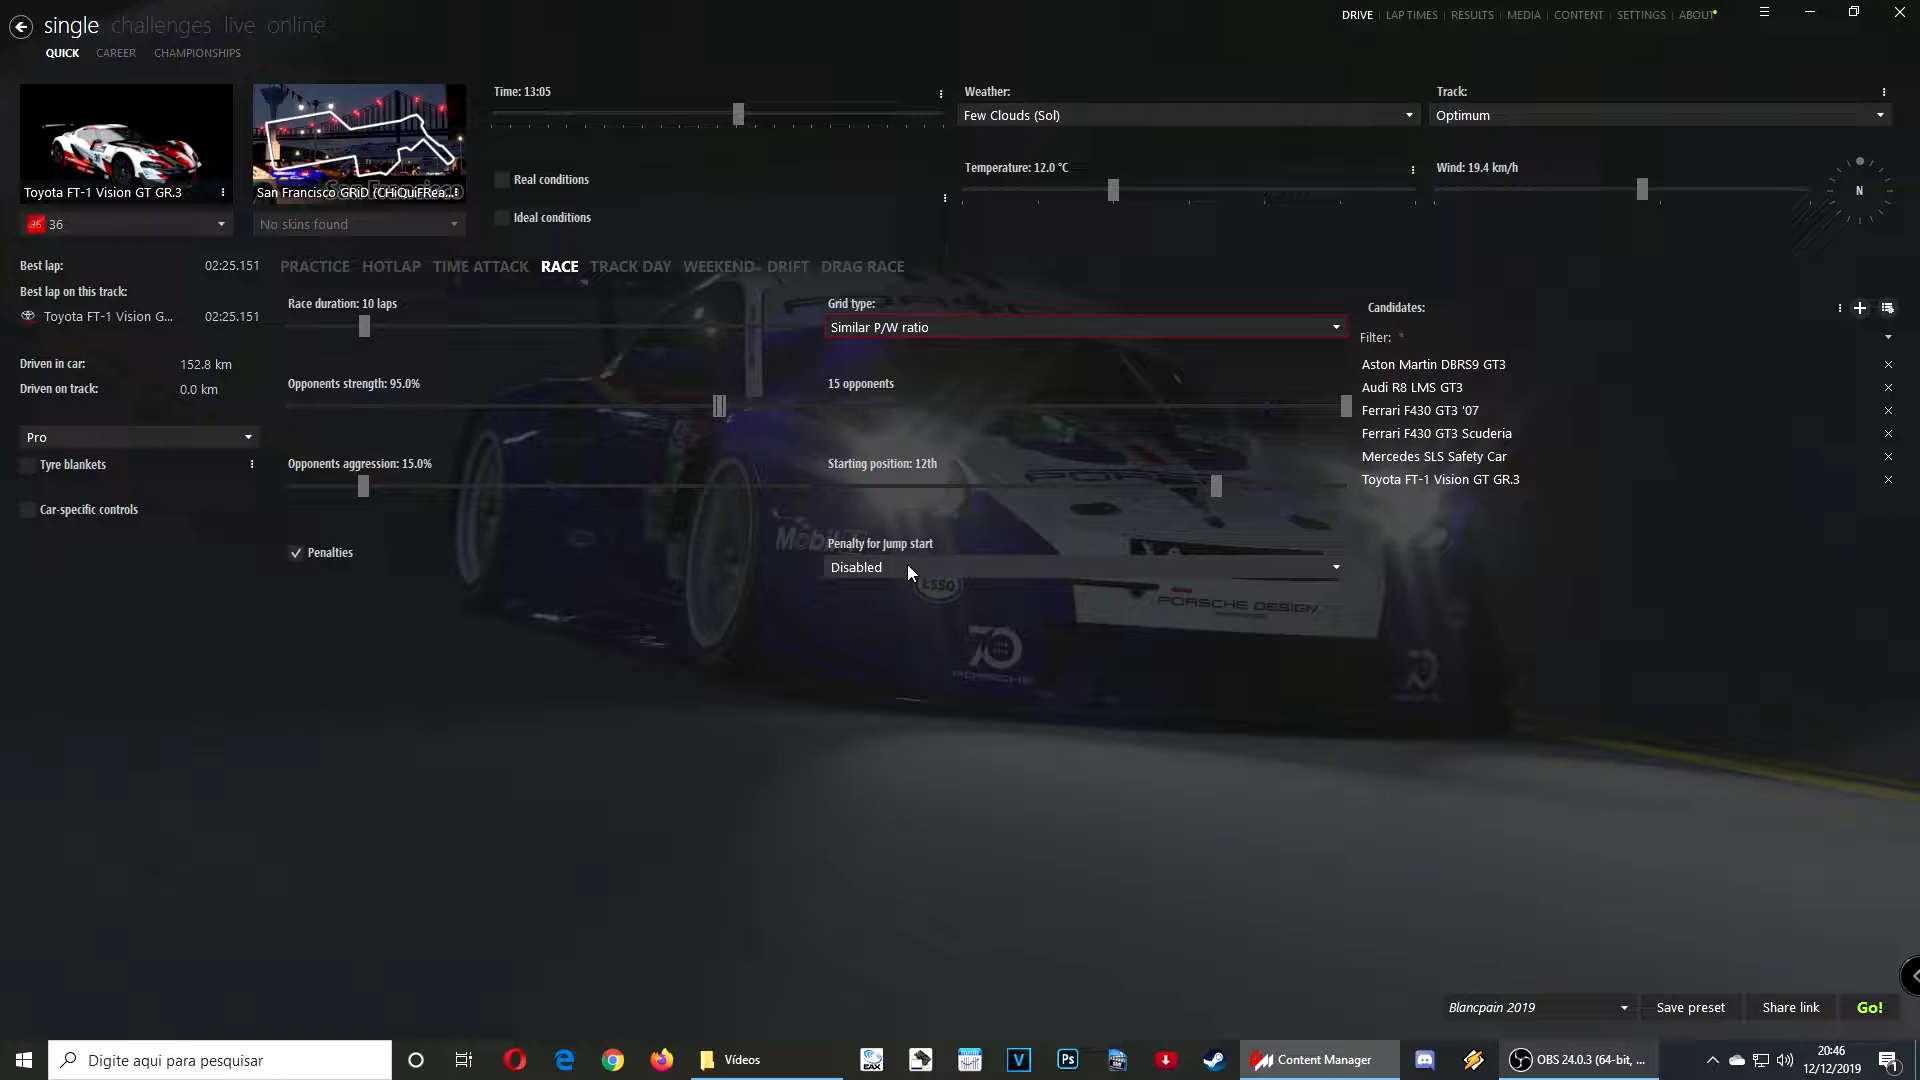 single challenges live online
DRIVE LAP TIMES RESULTS MEDIA CONTENT SETTINGS ABOUT
QUICK CAREER CHAMPIONSHIPS
Time: 13:05
Weather:
Track:
Few Clouds (Sol)
Optimum
Temperature: 12.0 °C
Wind: 19.4 km/h
N
Real conditions
Ideal conditions
Toyota FT-1 Vision GT GR.3
San Francisco GRiD (CHiQuiFRea...
36 36
No skins found
Best lap: 02:25.151
Best lap on this track:
Toyota FT-1 Vision G... 02:25.151
Driven in car: 152.8 km
Driven on track: 0.0 km
Pro
Tyre blankets
Car-specific controls
PRACTICE HOTLAP TIME ATTACK RACE TRACK DAY WEEKEND DRIFT DRAG RACE
Race duration: 10 laps
Grid type:
Similar P/W ratio
Opponents strength: 95.0%
15 opponents
Opponents aggression: 15.0%
Starting position: 12th
Penalties
Penalty for jump start
Disabled
Candidates:
Filter: *
Aston Martin DBRS9 GT3
Audi R8 LMS GT3
Ferrari F430 GT3 '07
Ferrari F430 GT3 Scuderia
Mercedes SLS Safety Car
Toyota FT-1 Vision GT GR.3
PORSCHE DESIGN
70
PORSCHE
Blancpain 2019
Save preset
Share link
Go!
Digite aqui para pesquisar
Vídeos
EAX
V
Ps
Content Manager
OBS 24.0.3 (64-bit, ...
20:46
12/12/2019
1